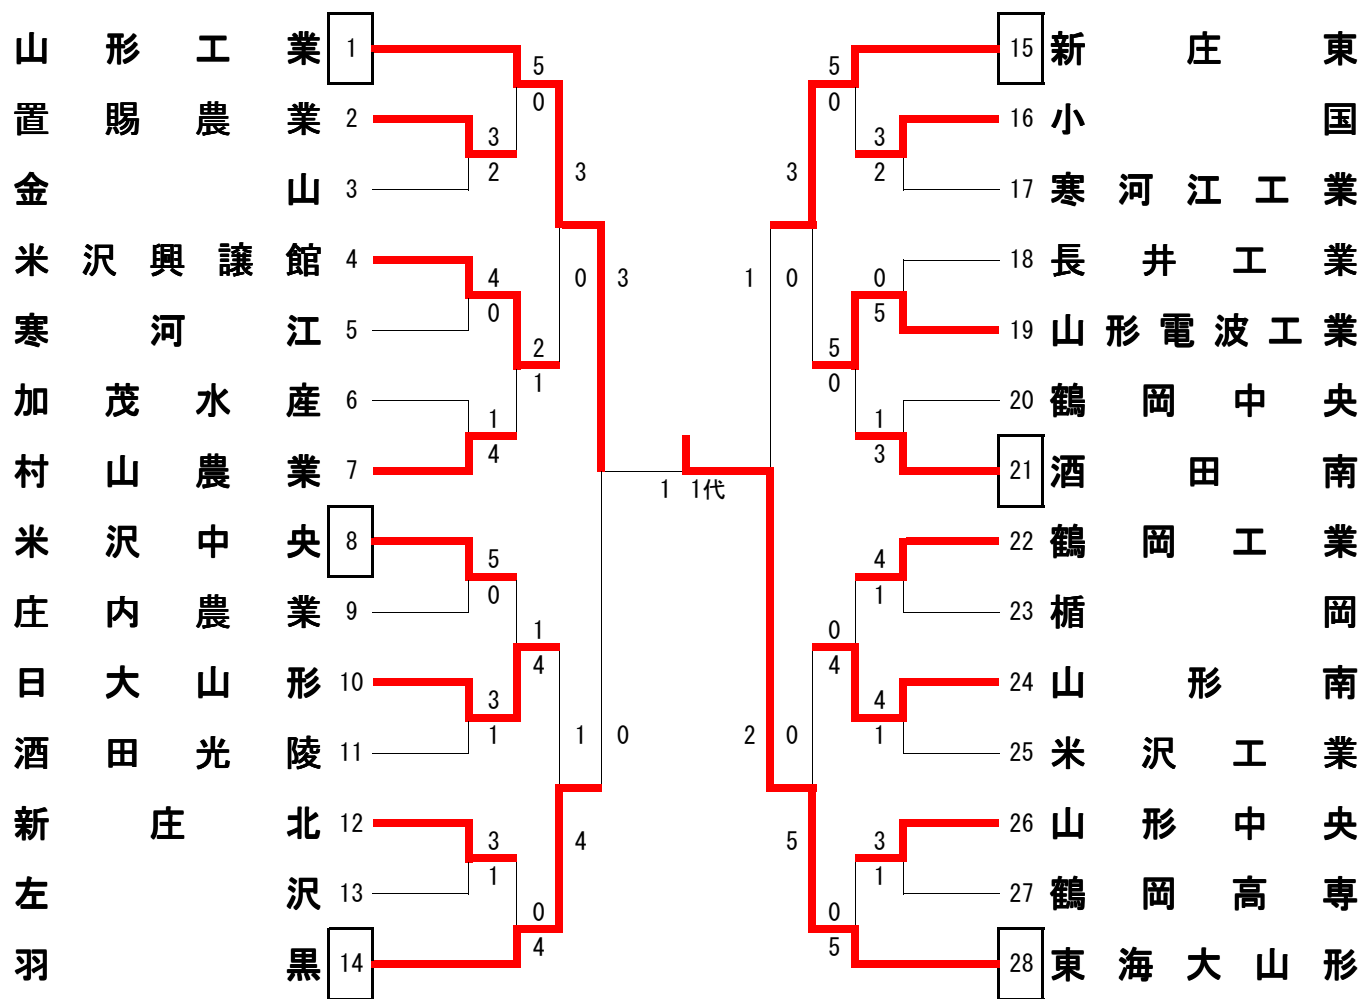 山形工業 1
置賜農業 2
金山 3
米沢興譲館 4
寒河江 5
加茂水産 6
村山農業 7
米沢中央 8
庄内農業 9
日大山形 10
酒田光陵 11
新庄北 12
左沢 13
羽黒 14
5
0
3
2
3
4
0
0
3
2
1
1
4
5
0
1
4
3
1
1
0
3
1
4
0
4
1
1代
5
0
3
2
3
1
0
0
5
5
0
1
3
4
1
0
4
4
1
2
0
3
1
5
0
5
15 新庄東
16 小国
17 寒河江工業
18 長井工業
19 山形電波工業
20 鶴岡中央
21 酒田南
22 鶴岡工業
23 楯岡
24 山形南
25 米沢工業
26 山形中央
27 鶴岡高専
28 東海大山形